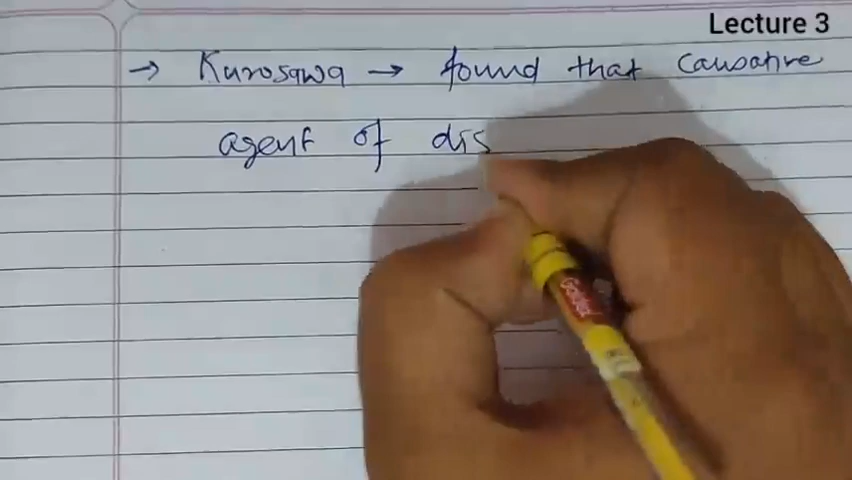 Lecture 3
→ Kurosawa → found that causative
agent of dis